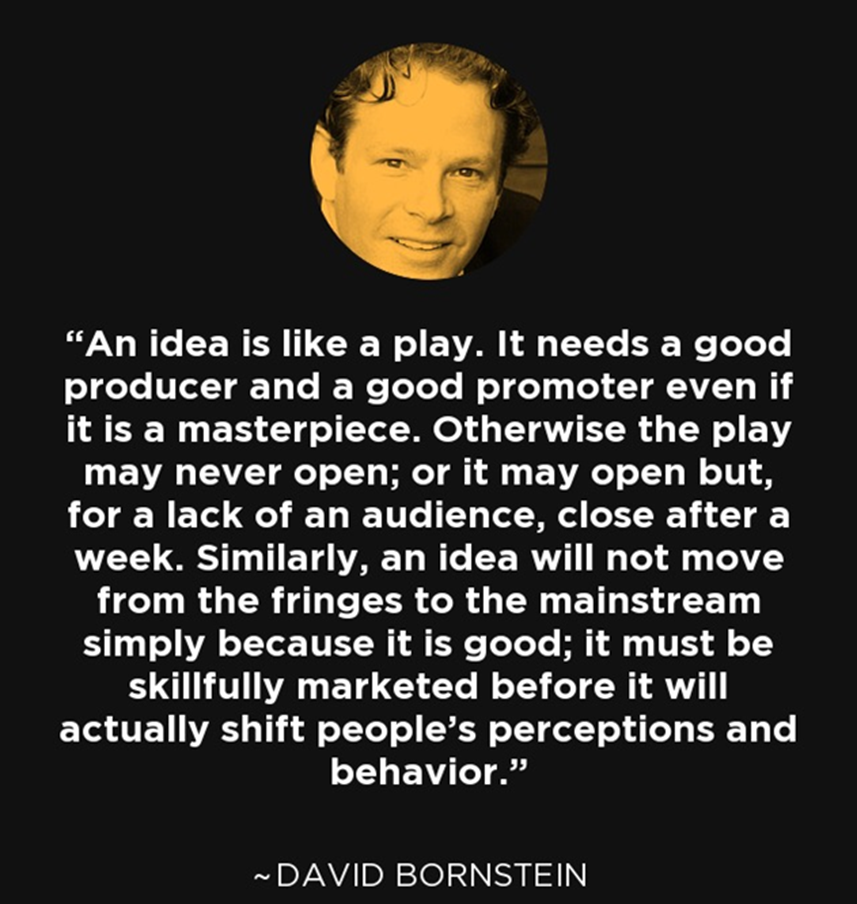 “An idea is like a play. It needs a good
producer and a good promoter even if
it is a masterpiece. Otherwise the play
may never open; or it may open but,
for a lack of an audience, close after a
week. Similarly, an idea will not move
from the fringes to the mainstream
simply because it is good; it must be
skillfully marketed before it will
actually shift people’s perceptions and
behavior.”
~DAVID BORNSTEIN